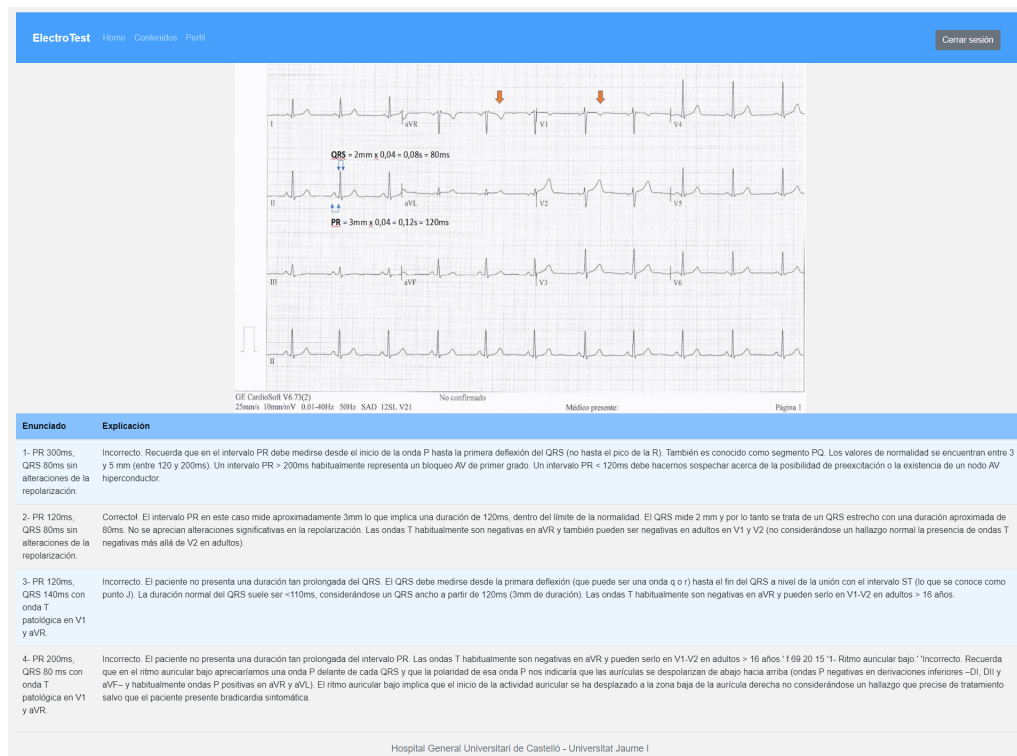 ElectroTest Home Contenidos Perfil Cerrar sesión
I aVR V1 V4
QRS = 2mm x 0,04 = 0,08s = 80ms
II aVL V2 V5
PR = 3mm x 0,04 = 0,12s = 120ms
III aVF V3 V6
II
GE CardioSoft V6.73(2) No confirmado
25mm/s 10mm/mV 0.01-40Hz 50Hz SAD 12SL V21 Médico presente: Página 1
Enunciado Explicación
1- PR 300ms,
QRS 80ms sin
alteraciones de la
repolarización.
Incorrecto. Recuerda que en el intervalo PR debe medirse desde el inicio de la onda P hasta la primera deflexión del QRS (no hasta el pico de la R). También es conocido como segmento PQ. Los valores de normalidad se encuentran entre 3
y 5 mm (entre 120 y 200ms). Un intervalo PR > 200ms habitualmente representa un bloqueo AV de primer grado. Un intervalo PR < 120ms debe hacernos sospechar acerca de la posibilidad de preexcitación o la existencia de un nodo AV
hiperconductor.
2- PR 120ms,
QRS 80ms sin
alteraciones de la
repolarización.
Correcto!. El intervalo PR en este caso mide aproximadamente 3mm lo que implica una duración de 120ms, dentro del límite de la normalidad. El QRS mide 2 mm y por lo tanto se trata de un QRS estrecho con una duración aproximada de
80ms. No se aprecian alteraciones significativas en la repolarización. Las ondas T habitualmente son negativas en aVR y también pueden ser negativas en adultos en V1 y V2 (no considerándose un hallazgo normal la presencia de ondas T
negativas más allá de V2 en adultos).
3- PR 120ms,
QRS 140ms con
onda T
patológica en V1
y aVR.
Incorrecto. El paciente no presenta una duración tan prolongada del QRS. El QRS debe medirse desde la primara deflexión (que puede ser una onda q o r) hasta el fin del QRS a nivel de la unión con el intervalo ST (lo que se conoce como
punto J). La duración normal del QRS suele ser <110ms, considerándose un QRS ancho a partir de 120ms (3mm de duración). Las ondas T habitualmente son negativas en aVR y pueden serlo en V1-V2 en adultos > 16 años.
4- PR 200ms,
QRS 80 ms con
onda T
patológica en V1
y aVR.
Incorrecto. El paciente no presenta una duración tan prolongada del intervalo PR. Las ondas T habitualmente son negativas en aVR y pueden serlo en V1-V2 en adultos > 16 años.' f 69 20 15 '1- Ritmo auricular bajo.' 'Incorrecto. Recuerda
que en el ritmo auricular bajo apreciaríamos una onda P delante de cada QRS y que la polaridad de esa onda P nos indicaría que las aurículas se despolarizan de abajo hacia arriba (ondas P negativas en derivaciones inferiores –DI, DII y
aVF– y habitualmente ondas P positivas en aVR y aVL). El ritmo auricular bajo implica que el inicio de la actividad auricular se ha desplazado a la zona baja de la aurícula derecha no considerándose un hallazgo que precise de tratamiento
salvo que el paciente presente bradicardia sintomática.
Hospital General Universitari de Castelló - Universitat Jaume I